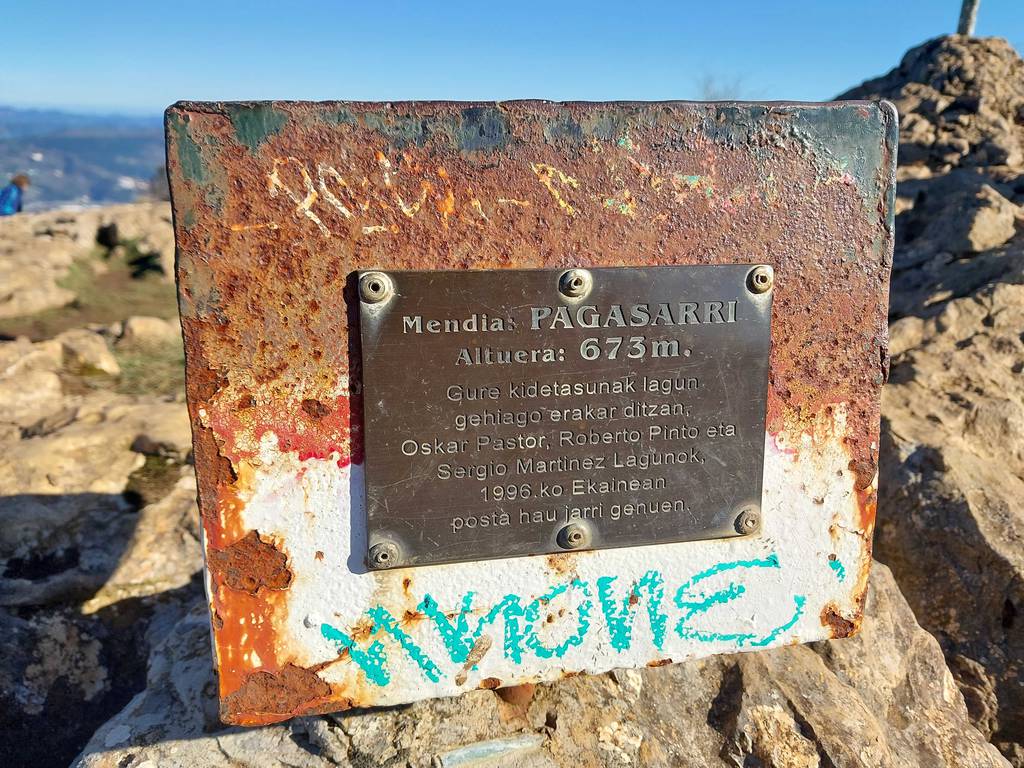 Mendia: PAGASARRI
Altuera: 673m.
Gure kidetasunak lagun
gehiago erakar ditzan,
Oskar Pastor, Roberto Pinto eta
Sergio Martinez Lagunok,
1996.ko Ekainean
posta hau jarri genuen.